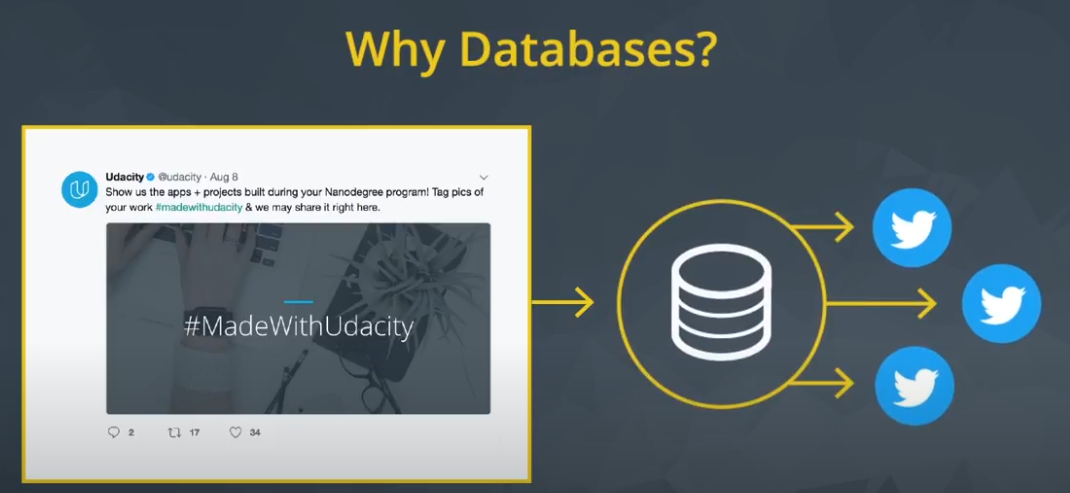 Why Databases?
Udacity @udacity · Aug 8
Show us the apps + projects built during your Nanodegree program! Tag pics of
your work #madewithudacity & we may share it right here.
#MadeWithUdacity
2 17 34